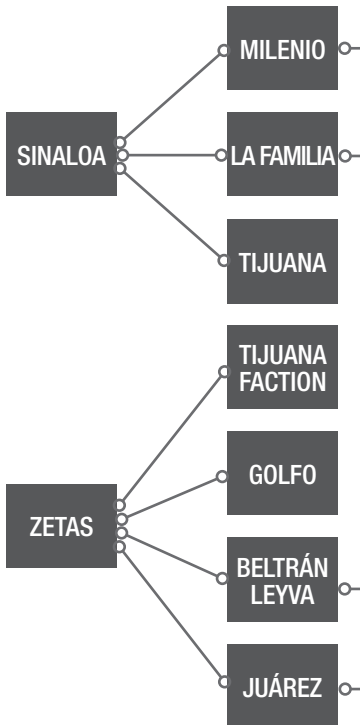 MILENIO
SINALOA
LA FAMILIA
TIJUANA
TIJUANA
FACTION
GOLFO
ZETAS
BELTRÁN
LEYVA
JUÁREZ